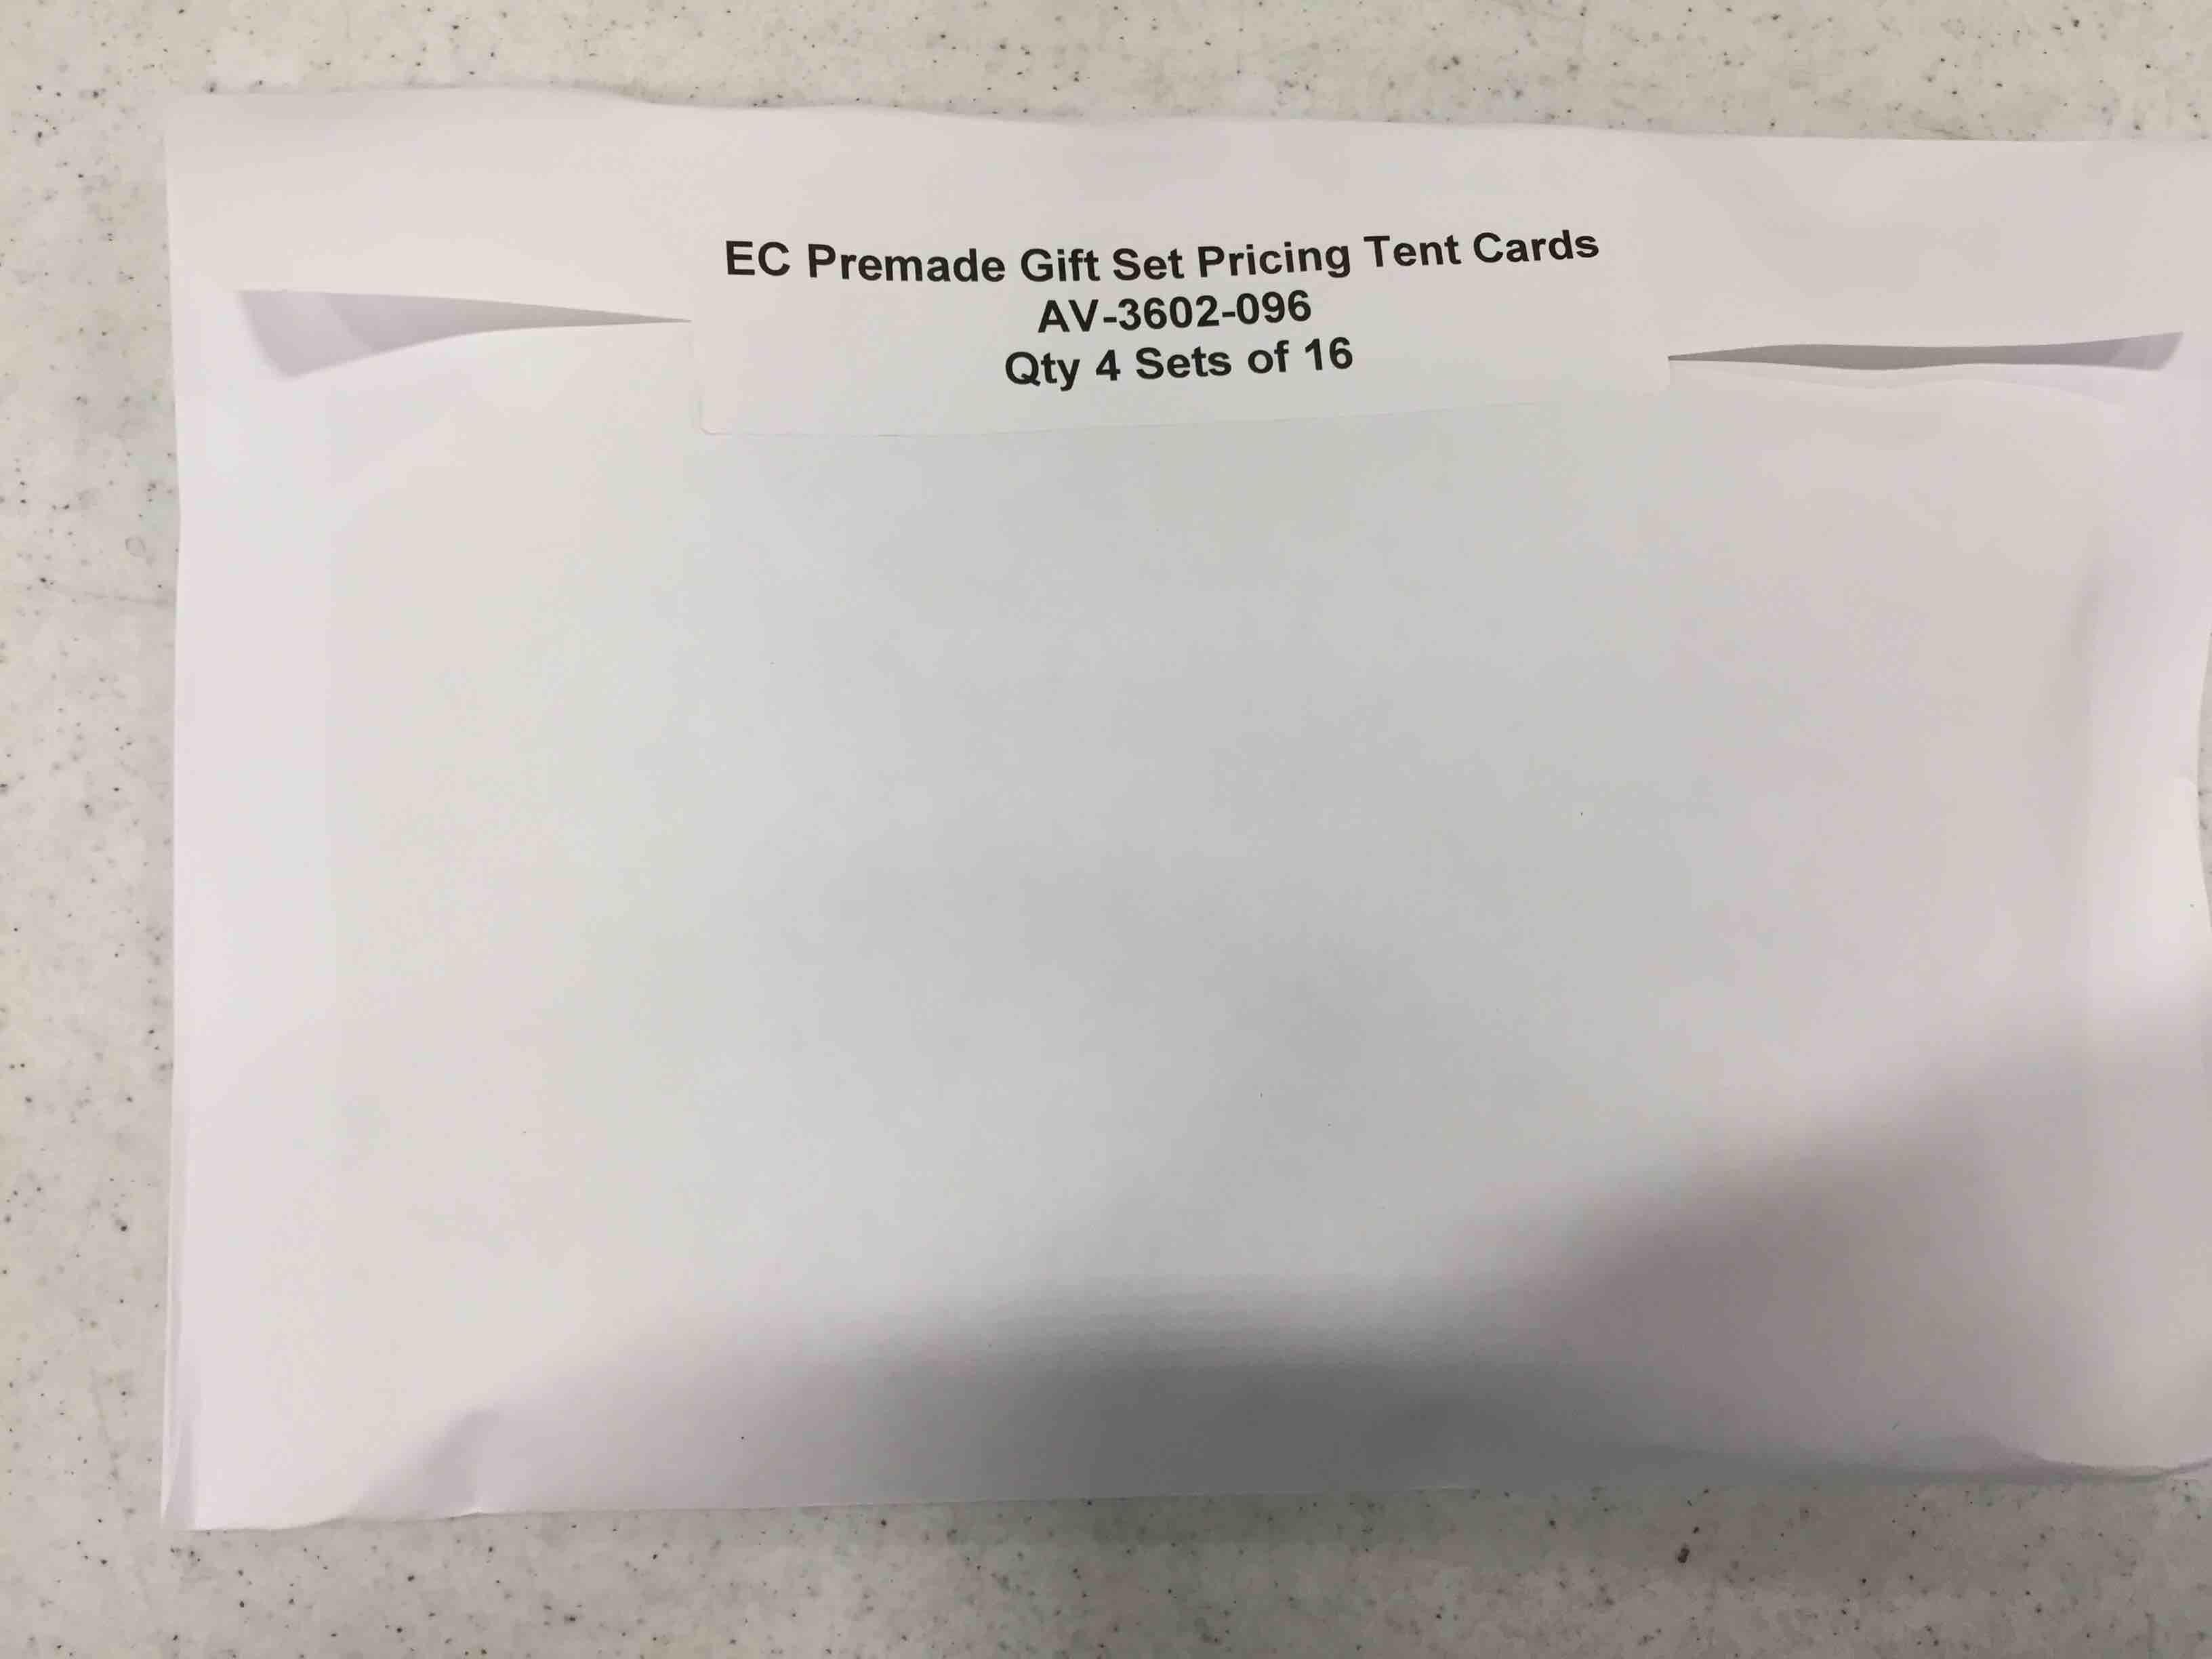 EC Premade Gift Set Pricing Tent Cards
AV-3602-096
Qty 4 Sets of 16